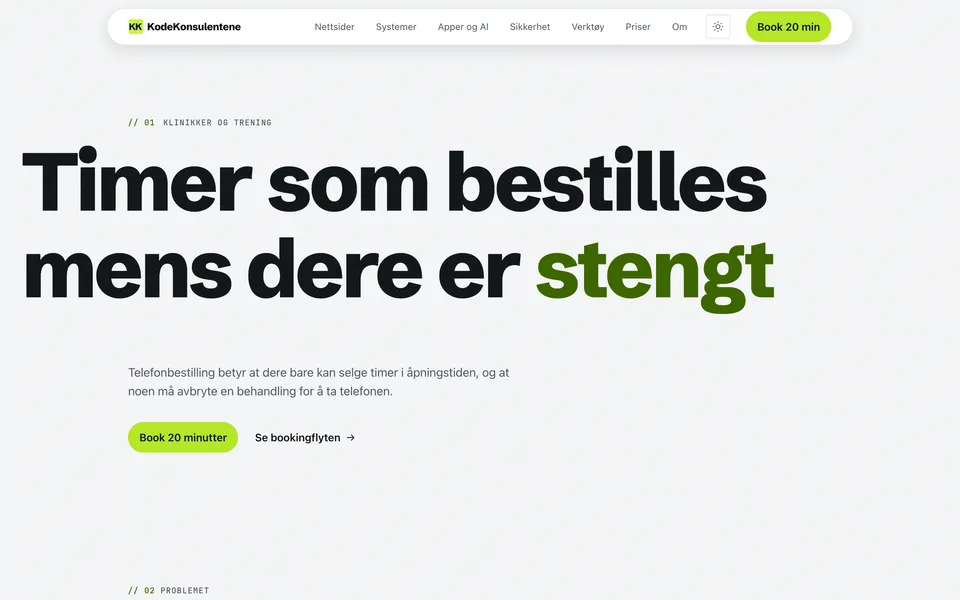 KK KodeKonsulentene
Nettsider Systemer Apper og AI Sikkerhet Verktøy Priser Om Book 20 min
// 01 KLINIKKER OG TRENING
Timer som bestilles
mens dere er stengt
Telefonbestilling betyr at dere bare kan selge timer i åpningstiden, og at
noen må avbryte en behandling for å ta telefonen.
Book 20 minutter Se bookingflyten →
// 02 PROBLEMET